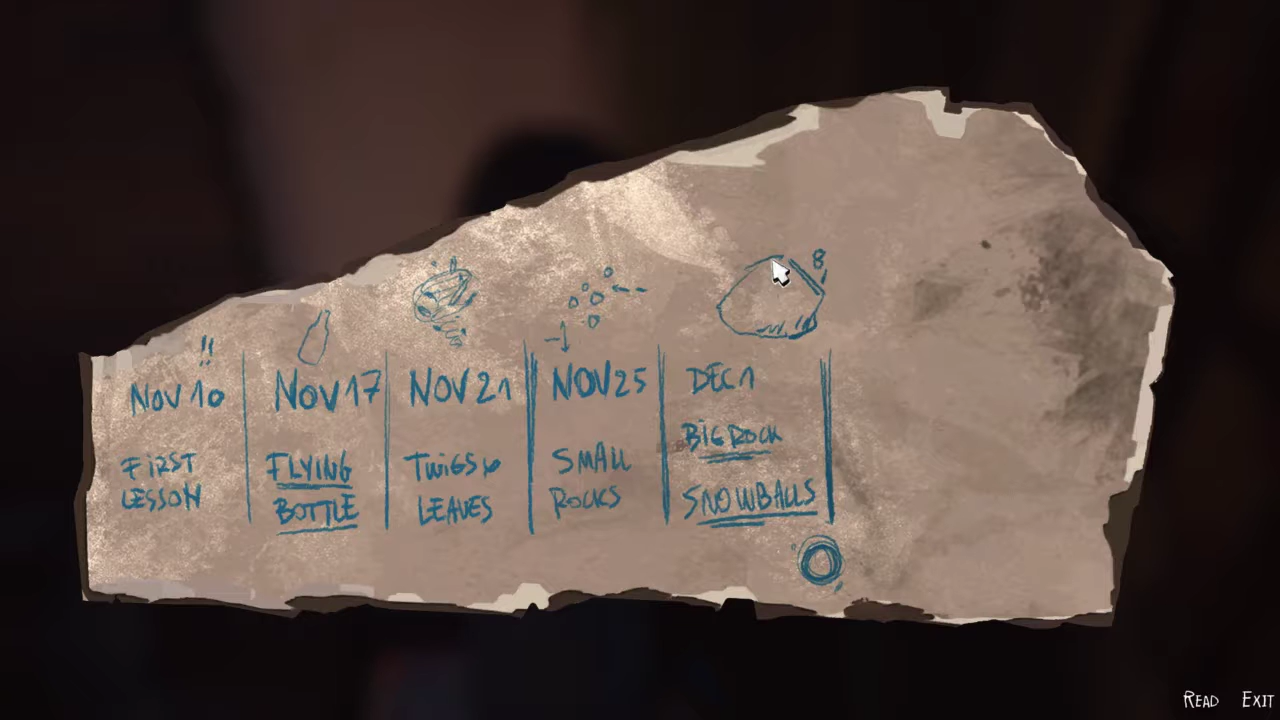 !!
8
NOV 10
NOV 17
NOV 21
NOV 25
DEC 1
FIRST
LESSON
FLYING
BOTTLE
TWIGS &
LEAVES
SMALL
ROCKS
BIG ROCK
SNOWBALLS
READ EXIT